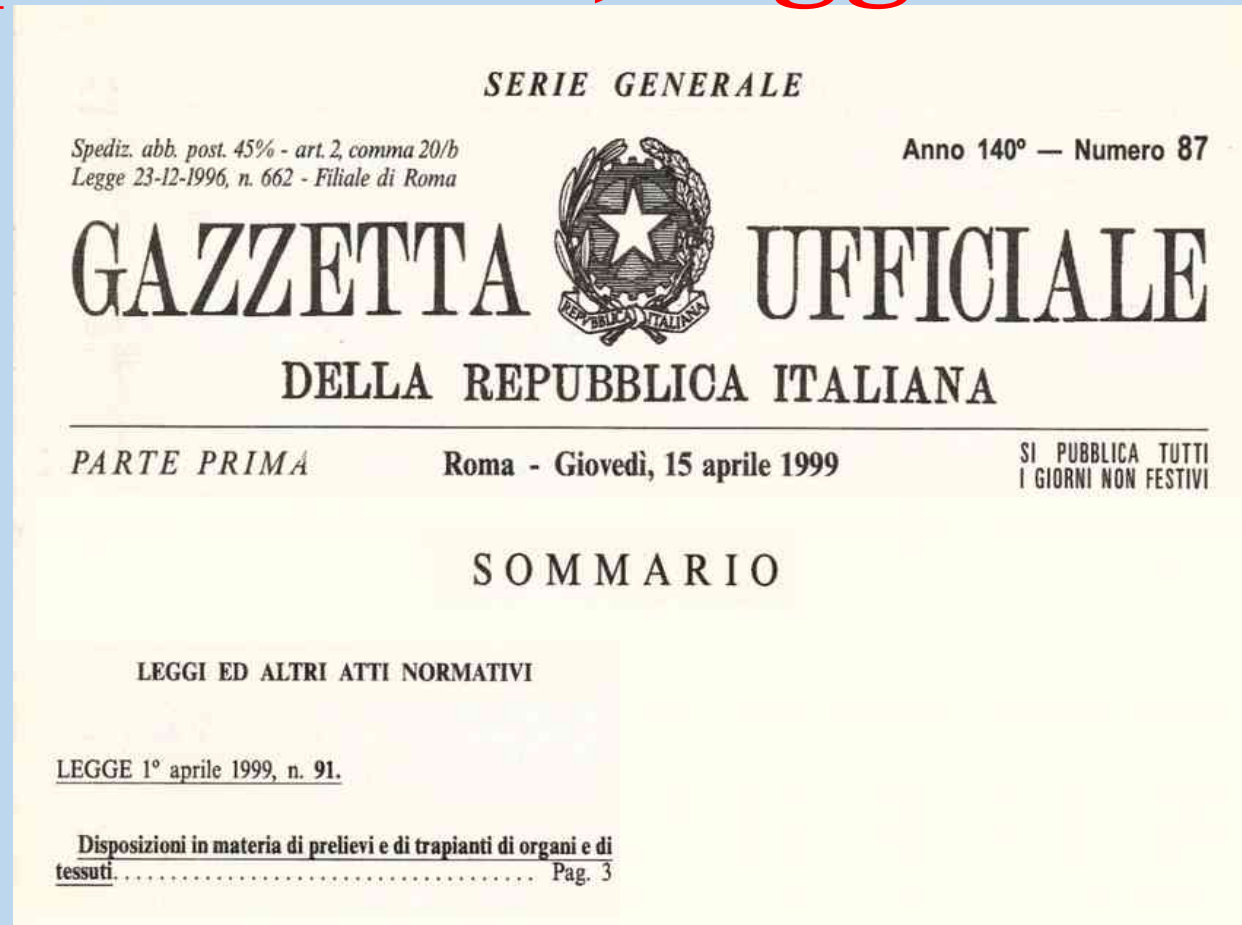 SERIE GENERALE
Spediz. abb. post. 45% - art. 2, comma 20/b
Legge 23-12-1996, n. 662 - Filiale di Roma
Anno 140° — Numero 87
GAZZETTA UFFICIALE
REPVBBLICA ITALIANA
DELLA REPUBBLICA ITALIANA
PARTE PRIMA
Roma - Giovedì, 15 aprile 1999
SI PUBBLICA TUTTI
I GIORNI NON FESTIVI
SOMMARIO
LEGGI ED ALTRI ATTI NORMATIVI
LEGGE 1° aprile 1999, n. 91.
Disposizioni in materia di prelievi e di trapianti di organi e di
tessuti..................................... Pag. 3